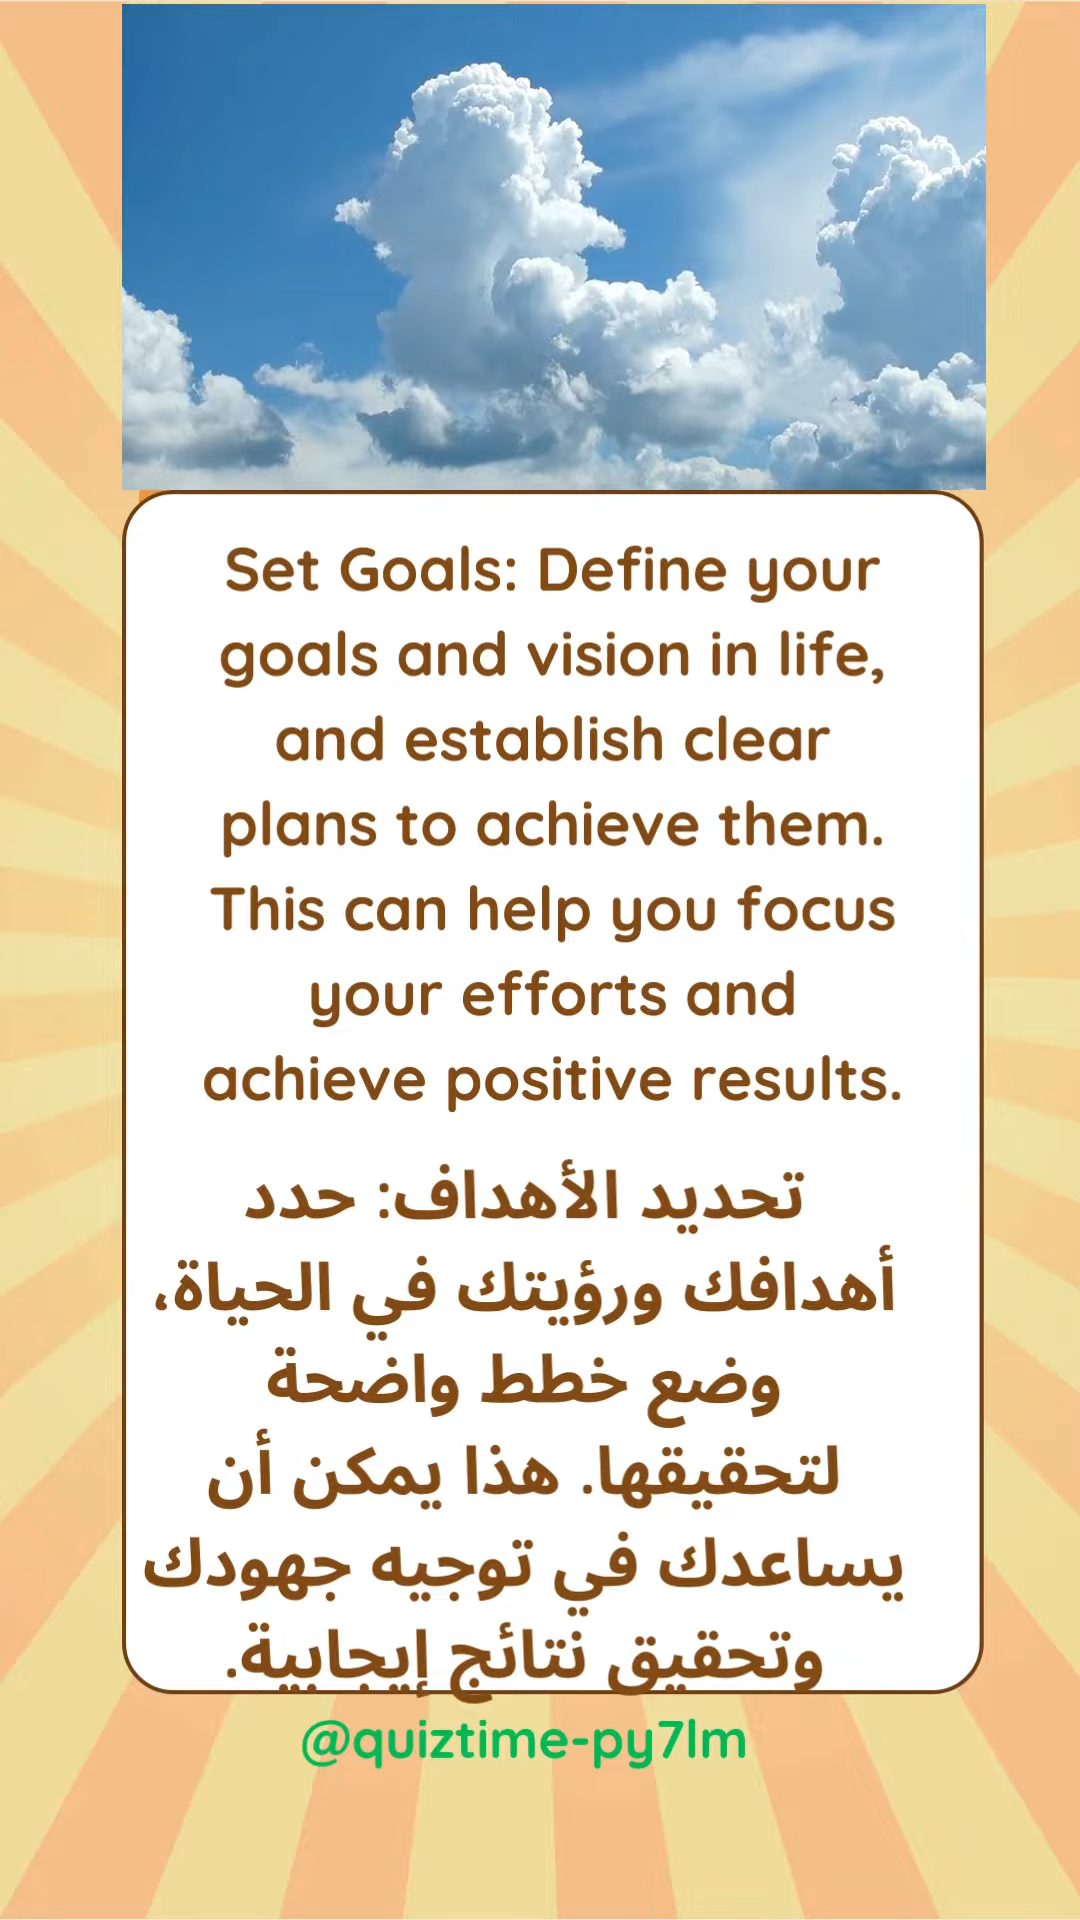 Set Goals: Define your
goals and vision in life,
and establish clear
plans to achieve them.
This can help you focus
your efforts and
achieve positive results.
تحديد الأهداف: حدد
أهدافك ورؤيتك في الحياة،
وضع خطط واضحة
لتحقيقها. هذا يمكن أن
يساعدك في توجيه جهودك
وتحقيق نتائج إيجابية.
@quiztime-py7lm